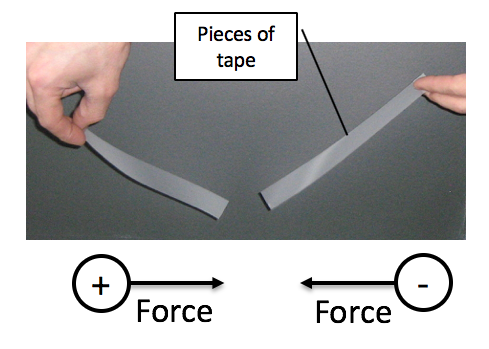 Pieces of
tape
+
Force
-
Force